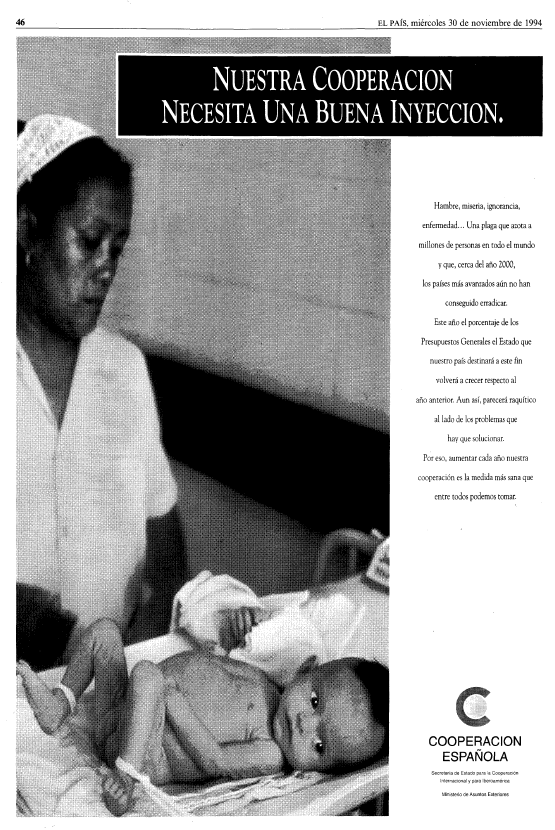 46
EL PAÍS, miércoles 30 de noviembre de 1994
NUESTRA COOPERACION
NECESITA UNA BUENA INYECCION.
Hambre, miseria, ignorancia,
enfermedad... Una plaga que azota a
millones de personas en todo el mundo
y que, cerca del año 2000,
los países más avanzados aún no han
conseguido erradicar.
Este año el porcentaje de los
Presupuestos Generales el Estado que
nuestro país destinará a este fin
volverá a crecer respecto al
año anterior. Aun así, parecerá raquítico
al lado de los problemas que
hay que solucionar.
Por eso, aumentar cada año nuestra
cooperación es la medida más sana que
entre todos podemos tomar.
COOPERACION
ESPAÑOLA
Secretaría de Estado para la Cooperación
Internacional y para Iberoamérica
Ministerio de Asuntos Exteriores